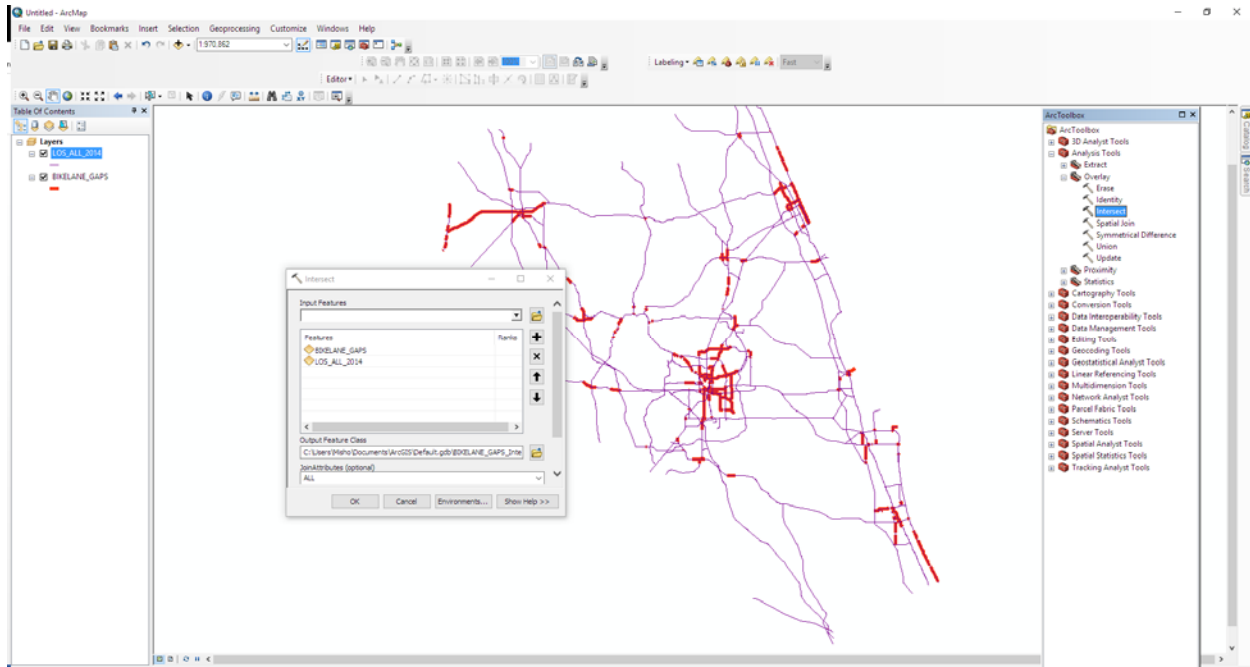 Untitled - ArcMap
File Edit View Bookmarks Insert Selection Geoprocessing Customize Windows Help
1:970,862
Labeling Fast
Editor
Table Of Contents
Layers
LOS_ALL_2014
BIKELANE_GAPS
Intersect
Input Features
Features Ranks
BIKELANE_GAPS
LOS_ALL_2014
Output Feature Class
C:\Users\Misho\Documents\ArcGIS\Default.gdb\BIKELANE_GAPS_Inte
JoinAttributes (optional)
ALL
OK Cancel Environments... Show Help >>
ArcToolbox
ArcToolbox
3D Analyst Tools
Analysis Tools
Extract
Overlay
Erase
Identity
Intersect
Spatial Join
Symmetrical Difference
Union
Update
Proximity
Statistics
Cartography Tools
Conversion Tools
Data Interoperability Tools
Data Management Tools
Editing Tools
Geocoding Tools
Geostatistical Analyst Tools
Linear Referencing Tools
Multidimension Tools
Network Analyst Tools
Parcel Fabric Tools
Schematics Tools
Server Tools
Spatial Analyst Tools
Spatial Statistics Tools
Tracking Analyst Tools
Catalog
Search